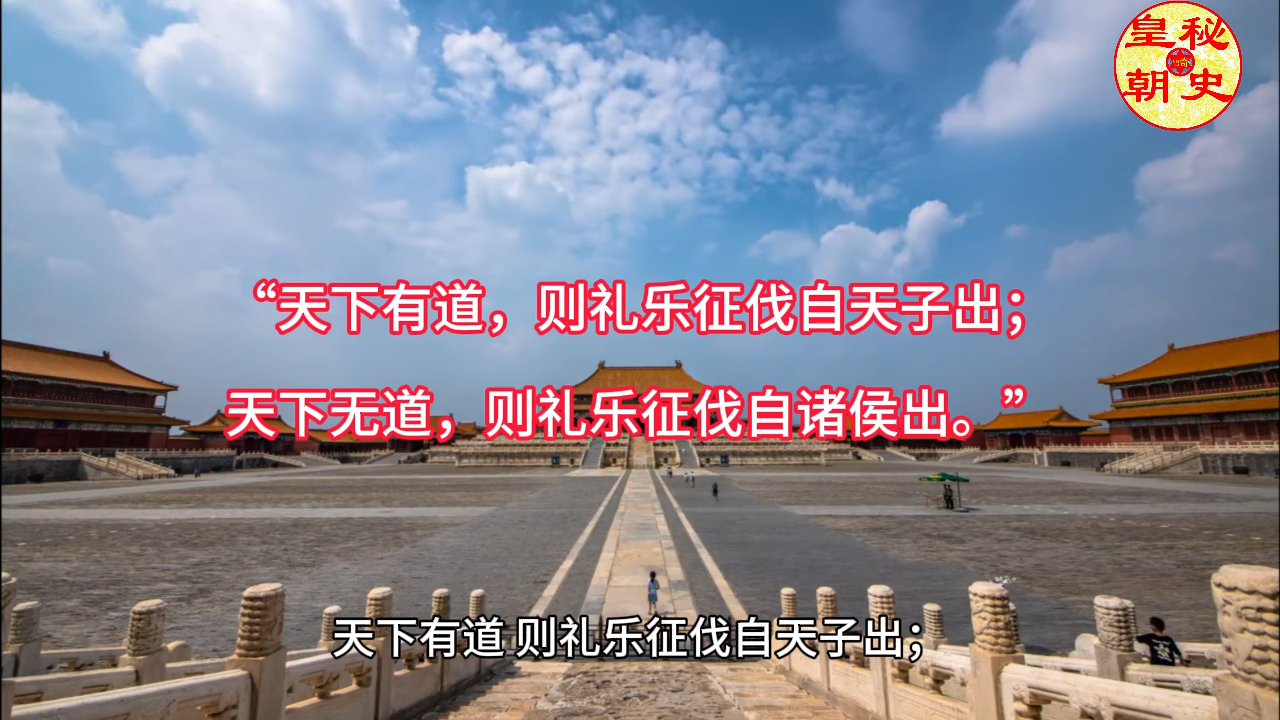 皇秘
朝史
“天下有道，则礼乐征伐自天子出；
天下无道，则礼乐征伐自诸侯出。”
天下有道 则礼乐征伐自天子出；